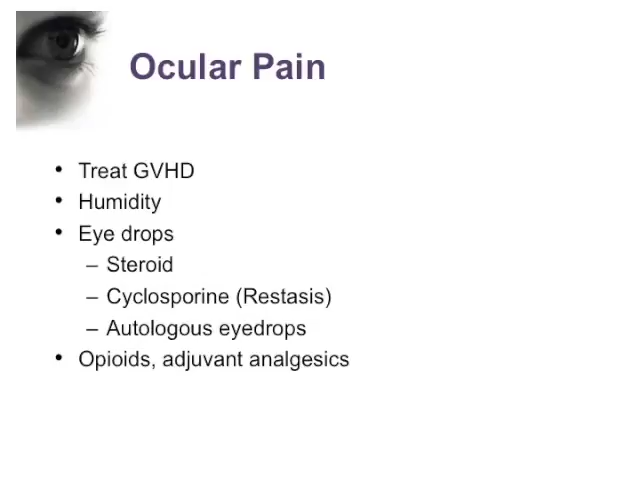 Ocular Pain
• Treat GVHD
• Humidity
• Eye drops
– Steroid
– Cyclosporine (Restasis)
– Autologous eyedrops
• Opioids, adjuvant analgesics